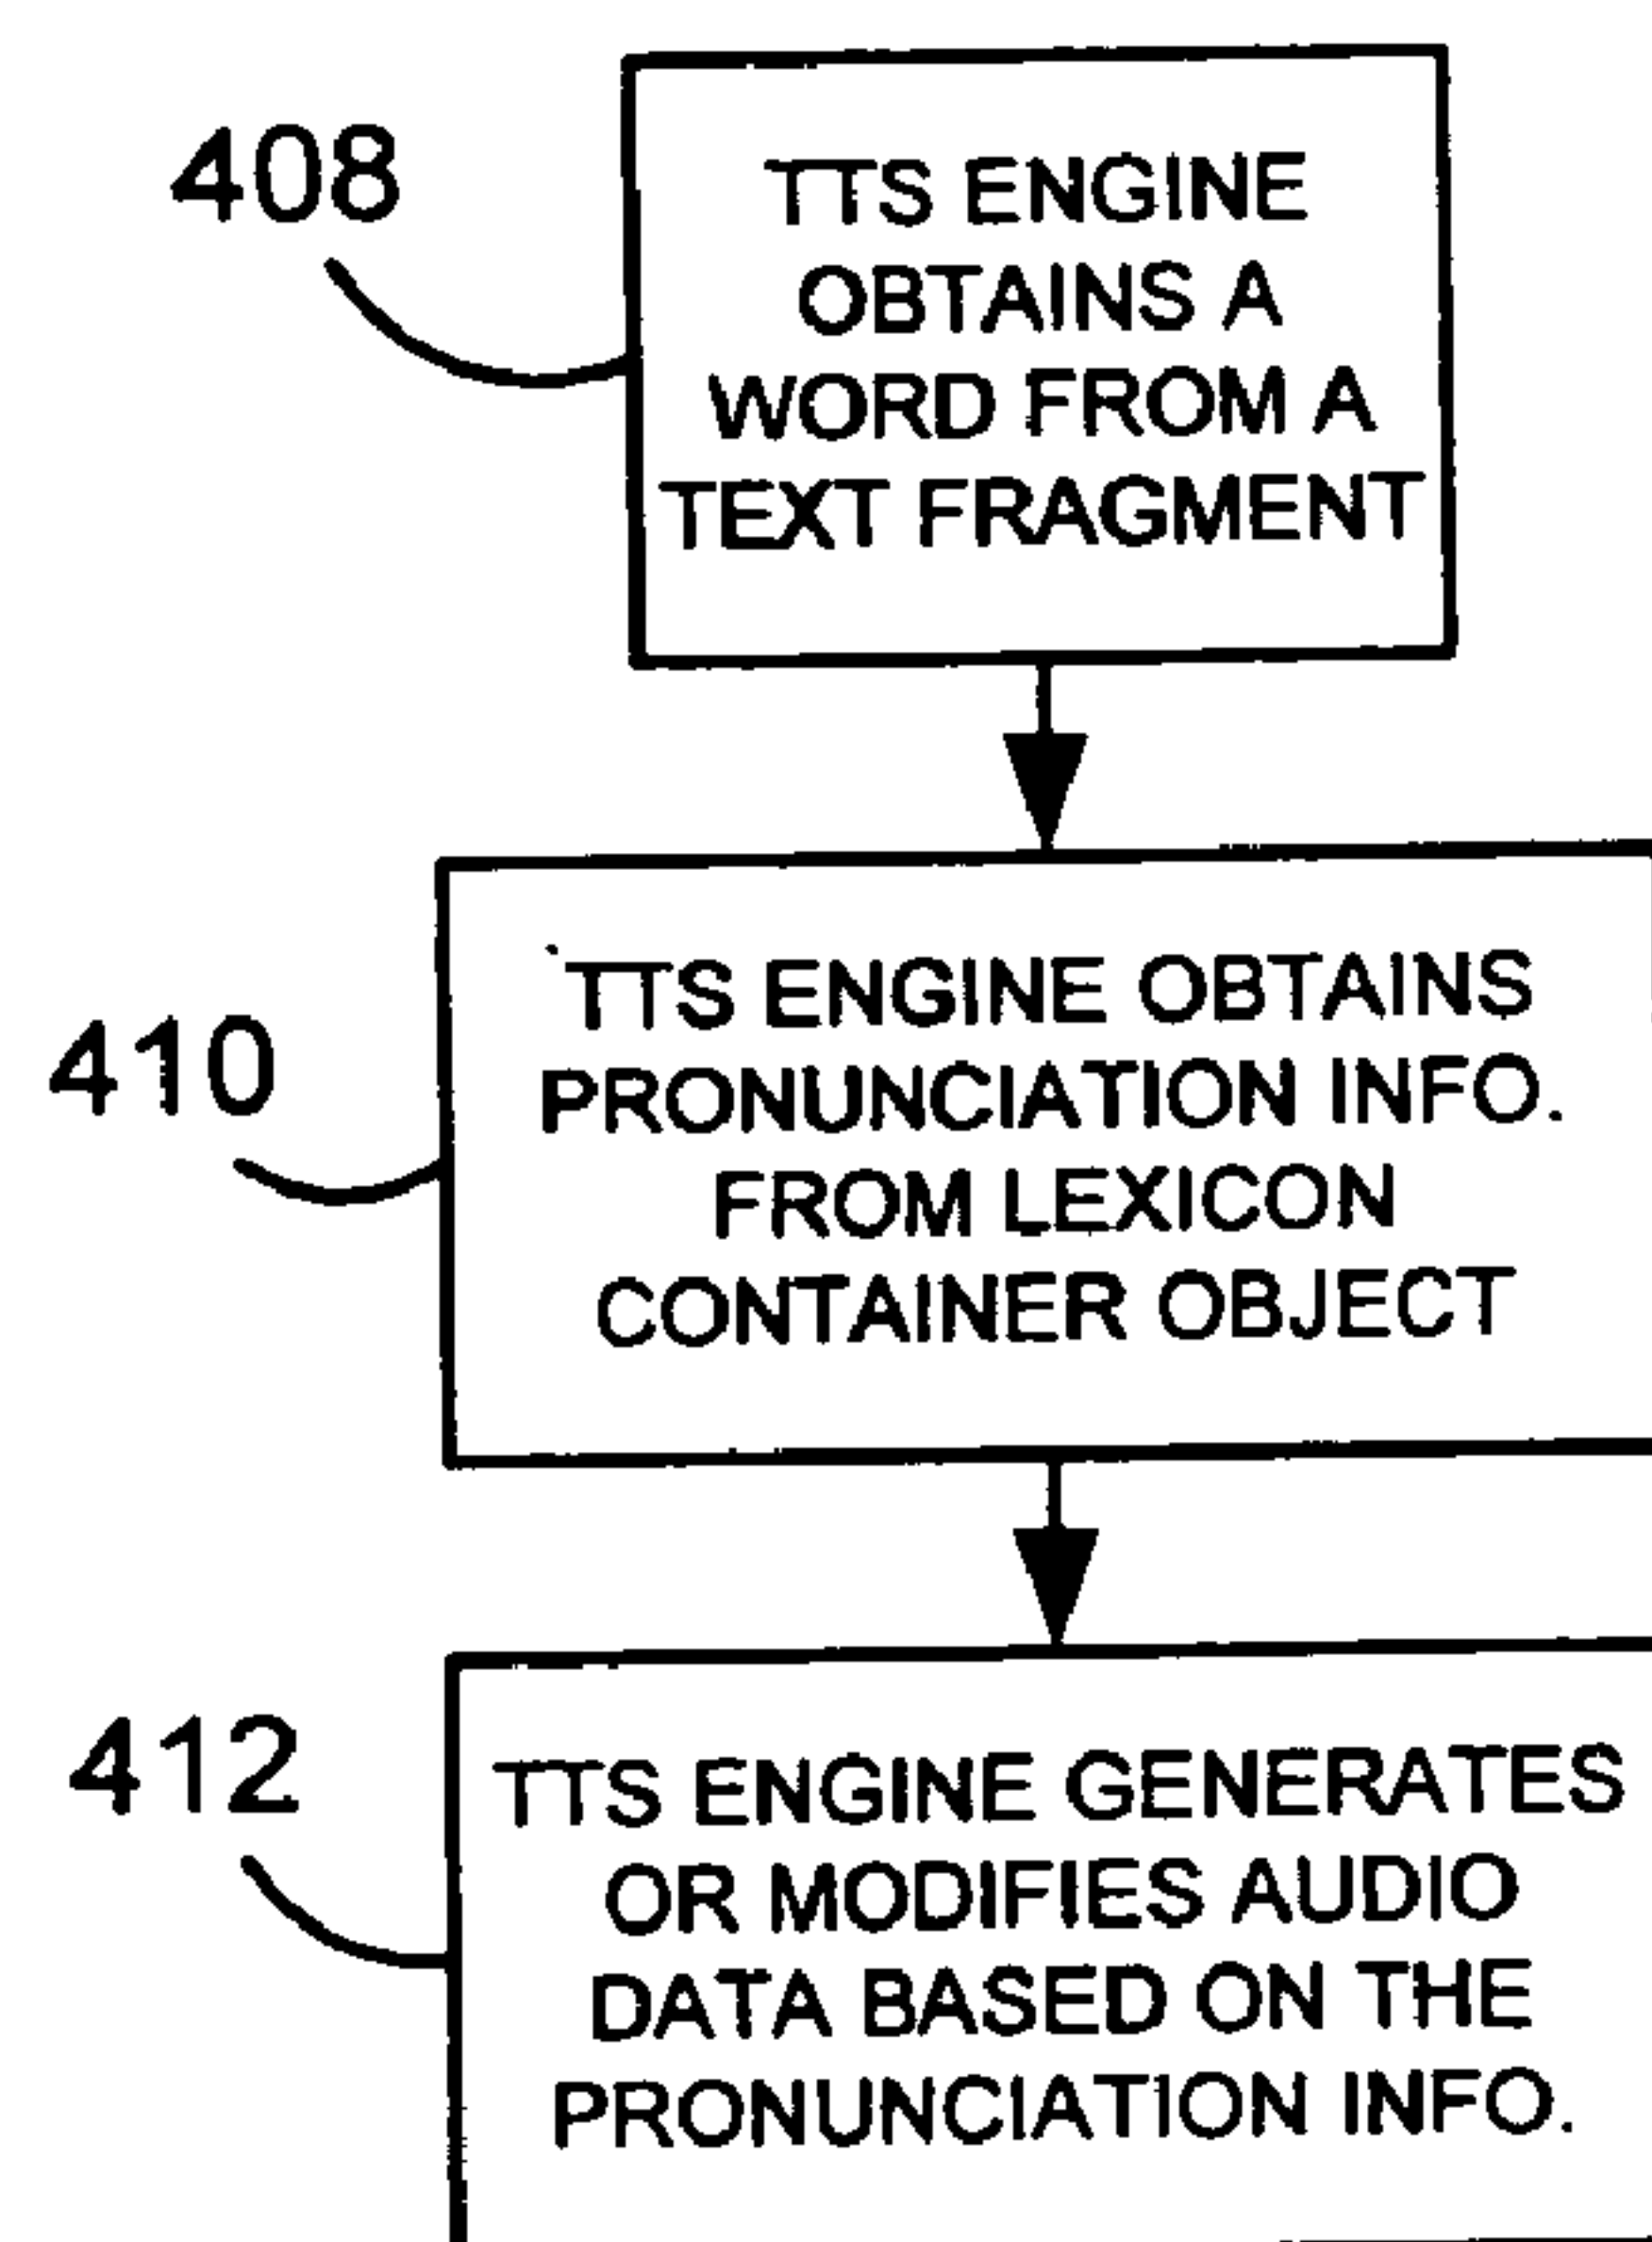 408
TTS ENGINE
OBTAINS A
WORD FROM A
TEXT FRAGMENT
410
TTS ENGINE OBTAINS
PRONUNCIATION INFO.
FROM LEXICON
CONTAINER OBJECT
412
TTS ENGINE GENERATES
OR MODIFIES AUDIO
DATA BASED ON THE
PRONUNCIATION INFO.